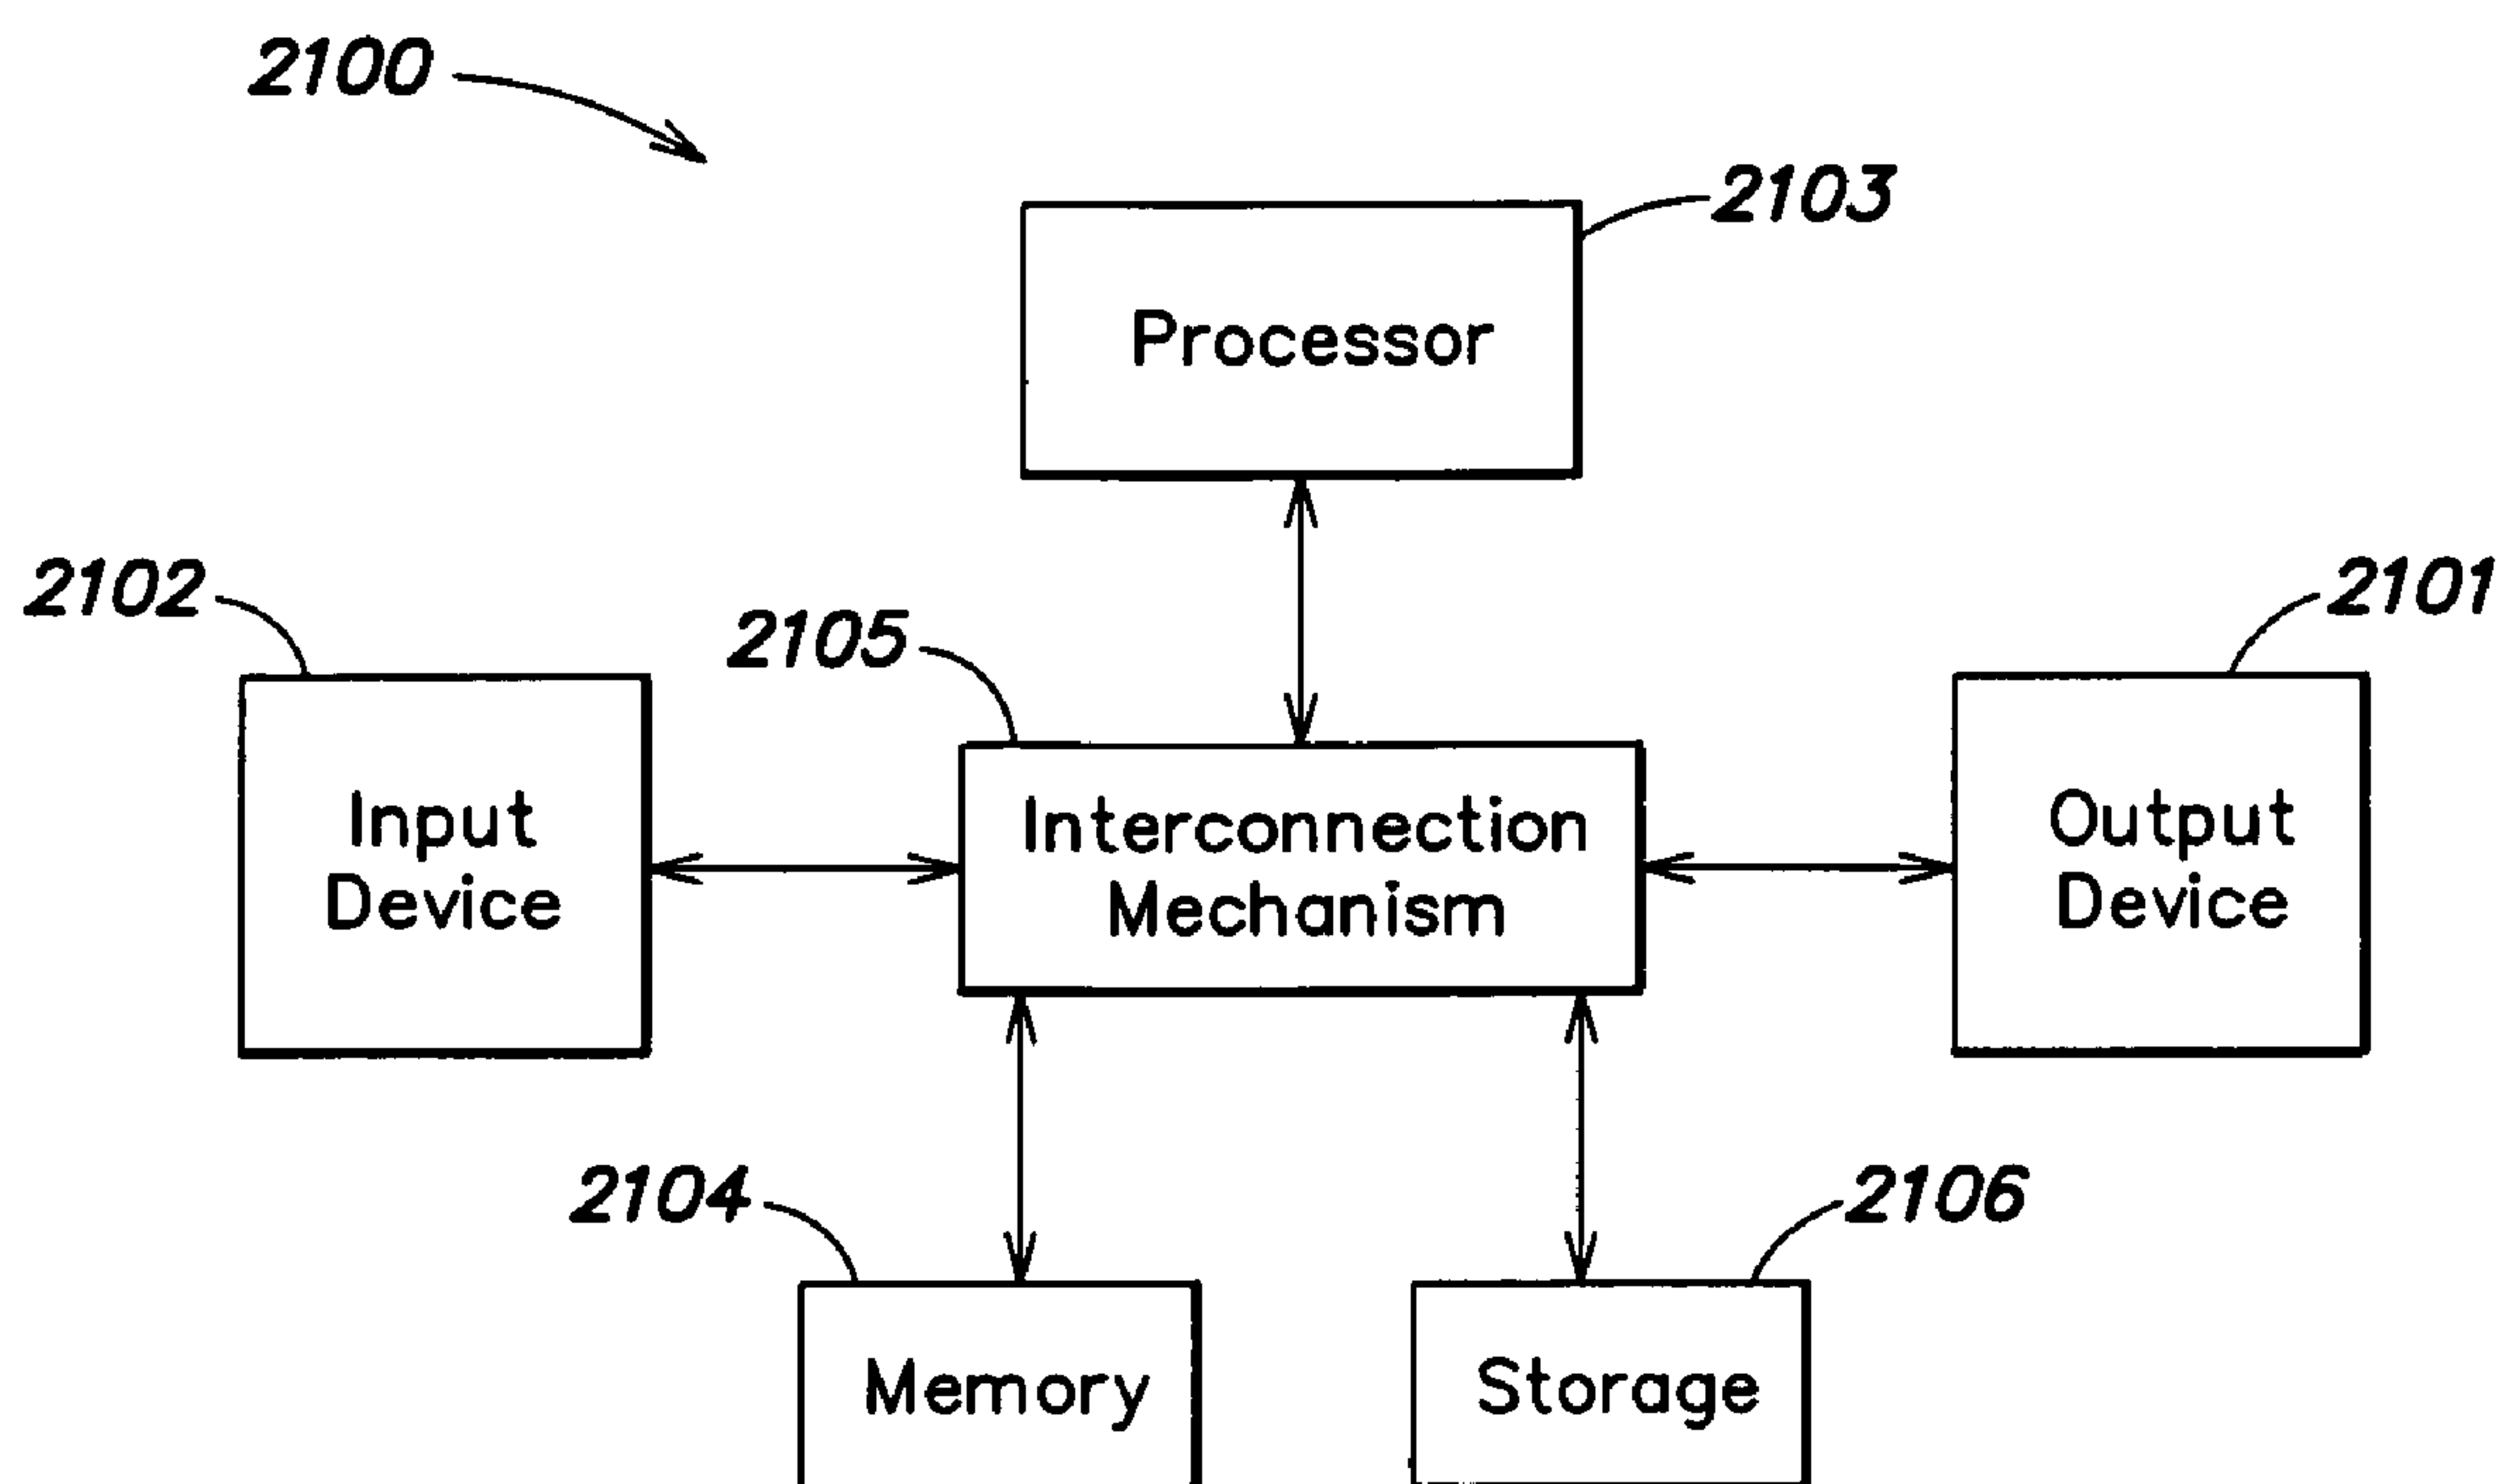 2100
2103
Processor
2102
2105
2101
Input
Device
Interconnection
Mechanism
Output
Device
2104
2106
Memory
Storage